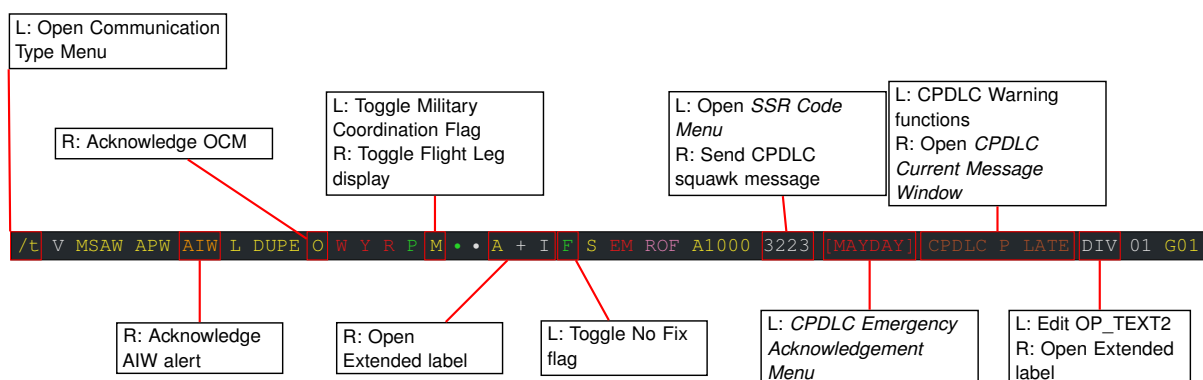 L: Open Communication
Type Menu
R: Acknowledge OCM
L: Toggle Military
Coordination Flag
R: Toggle Flight Leg
display
L: Open SSR Code
Menu
R: Send CPDLC
squawk message
L: CPDLC Warning
functions
R: Open CPDLC
Current Message
Window
/t V MSAW APW AIW L DUPE O W Y R P M • • A + I F S EM ROF A1000 3223 [MAYDAY] CPDLC P LATE DIV 01 G01
R: Acknowledge
AIW alert
R: Open
Extended label
L: Toggle No Fix
flag
L: CPDLC Emergency
Acknowledgement
Menu
L: Edit OP_TEXT2
R: Open Extended
label